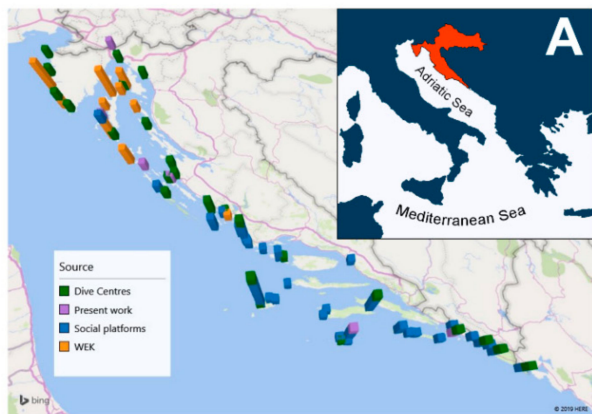 A
Adriatic Sea
Mediterranean Sea
Source
Dive Centres
Present work
Social platforms
WEK
bing
© 2019 HERE